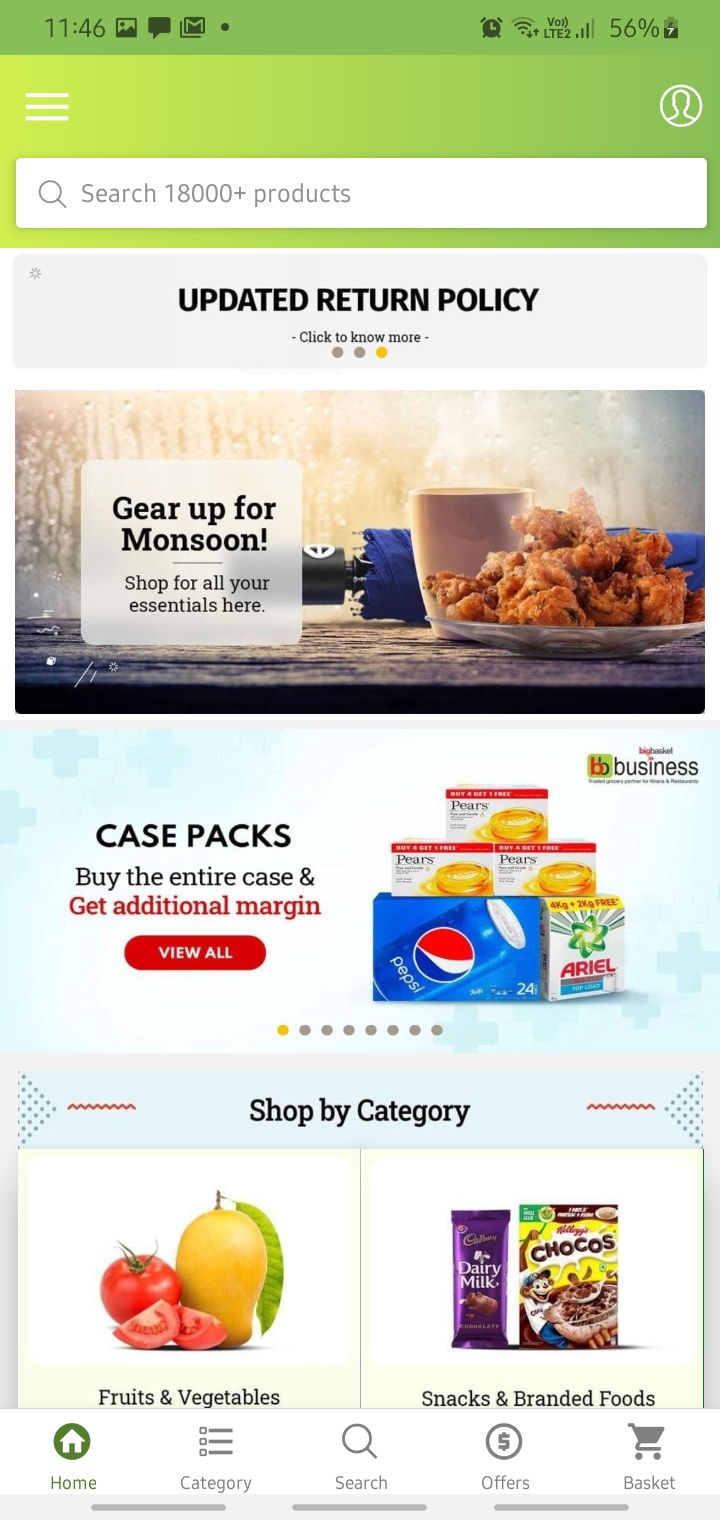 11:46
Vo))
LTE2
56%
Search 18000+ products
UPDATED RETURN POLICY
- Click to know more -
Gear up for
Monsoon!
Shop for all your
essentials here.
bigbasket
bb business
Trusted grocery partner for Kirana & Restaurants
CASE PACKS
Buy the entire case &
Get additional margin
VIEW ALL
BUY 4 GET 1 FREE*
Pears
BUY 4 GET 1 FREE* BUY 4 GET 1 FREE*
Pears Pears
pepsi
24
4Kg + 2Kg FREE*
ARIEL
TOP LOAD
Shop by Category
Cadbury
Dairy
Milk
CHOCOLATE
Kellogg's
CHOCOS
Fruits & Vegetables
Snacks & Branded Foods
Home
Category
Search
Offers
Basket